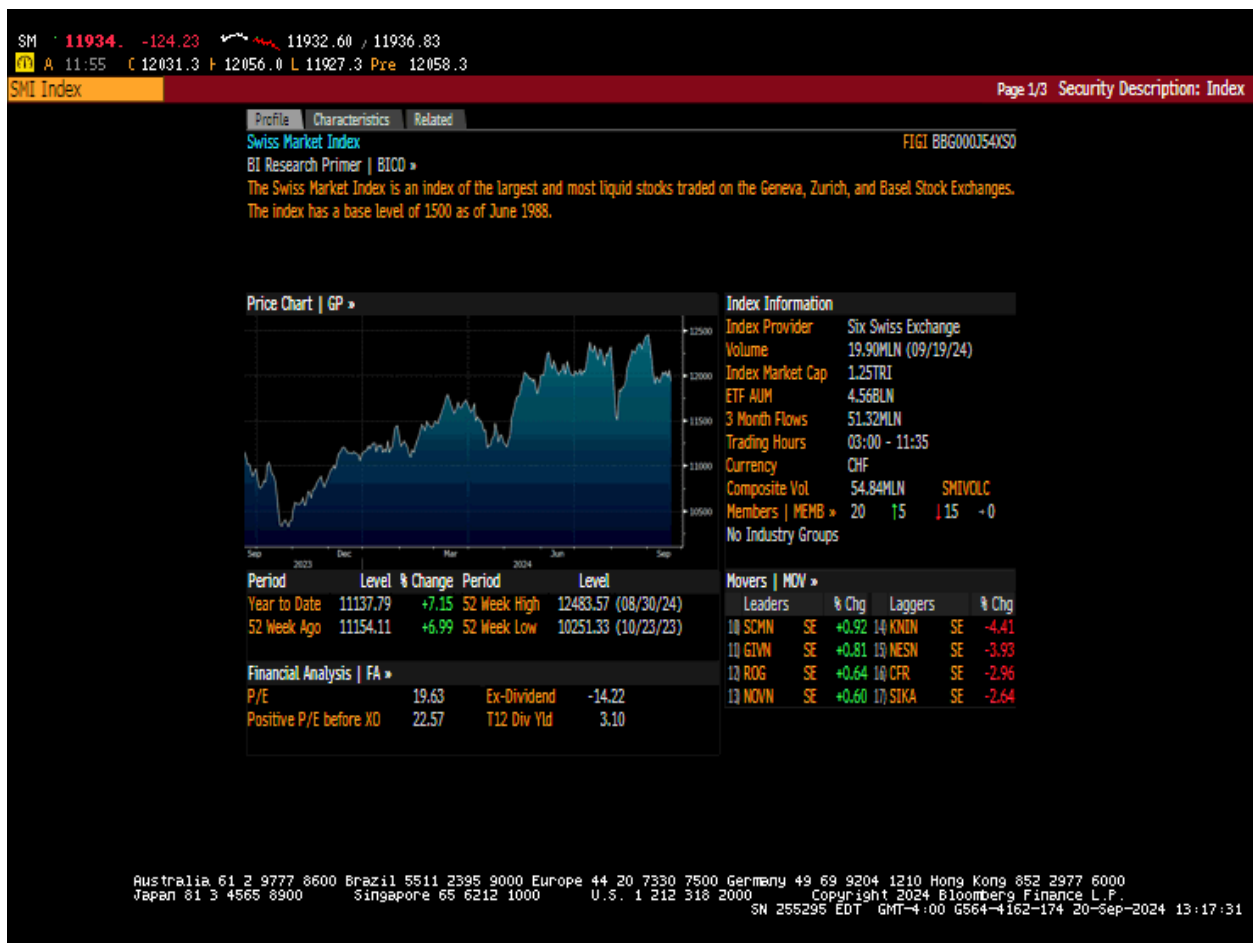 SM 11934. -124.23 11932.60 / 11936.83
A 11:55 O 12031.3 H 12056.0 L 11927.3 Pre 12058.3
SMI Index Page 1/3 Security Description: Index
Profile Characteristics Related
Swiss Market Index FIGI BBG000J54XS0
BI Research Primer | BICO »
The Swiss Market Index is an index of the largest and most liquid stocks traded on the Geneva, Zurich, and Basel Stock Exchanges.
The index has a base level of 1500 as of June 1988.
Price Chart | GP »
12500
12000
11500
11000
10500
Sep Dec Mar Jun Sep
2023 2024
Index Information
Index Provider Six Swiss Exchange
Volume 19.90MLN (09/19/24)
Index Market Cap 1.25TRI
ETF AUM 4.56BLN
3 Month Flows 51.32MLN
Trading Hours 03:00 - 11:35
Currency CHF
Composite Vol 54.84MLN SMIVOLC
Members | MEMB » 20 ↑5 ↓15 →0
No Industry Groups
Period Level % Change Period Level
Year to Date 11137.79 +7.15 52 Week High 12483.57 (08/30/24)
52 Week Ago 11154.11 +6.99 52 Week Low 10251.33 (10/23/23)
Financial Analysis | FA »
P/E 19.63 Ex-Dividend -14.22
Positive P/E before XO 22.57 T12 Div Yld 3.10
Movers | MOV »
Leaders % Chg Laggers % Chg
10) SCMN SE +0.92 14) KNIN SE -4.41
11) GIVN SE +0.81 15) NESN SE -3.93
12) ROG SE +0.64 16) CFR SE -2.96
13) NOVN SE +0.60 17) SIKA SE -2.64
Australia 61 2 9777 8600 Brazil 5511 2395 9000 Europe 44 20 7330 7500 Germany 49 69 9204 1210 Hong Kong 852 2977 6000
Japan 81 3 4565 8900 Singapore 65 6212 1000 U.S. 1 212 318 2000 Copyright 2024 Bloomberg Finance L.P.
SN 255295 EDT GMT-4:00 G564-4162-174 20-Sep-2024 13:17:31